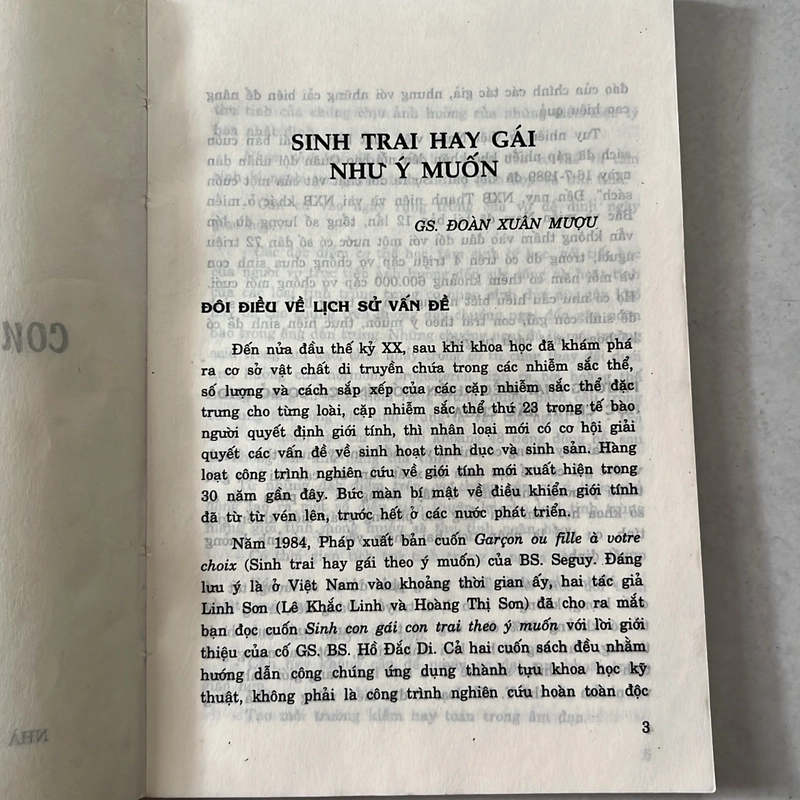 SINH TRAI HAY GÁI
NHƯ Ý MUỐN
GS. ĐOÀN XUÂN MƯỢU
ĐÔI ĐIỀU VỀ LỊCH SỬ VẤN ĐỀ
Đến nửa đầu thế kỷ XX, sau khi khoa học đã khám phá
ra cơ sở vật chất di truyền chứa trong các nhiễm sắc thể,
số lượng và cách sắp xếp của các cặp nhiễm sắc thể đặc
trưng cho từng loài, cặp nhiễm sắc thể thứ 23 trong tế bào
người quyết định giới tính, thì nhân loại mới có cơ hội giải
quyết các vấn đề về sinh hoạt tình dục và sinh sản. Hàng
loạt công trình nghiên cứu về giới tính mới xuất hiện trong
30 năm gần đây. Bức màn bí mật về điều khiển giới tính
đã từ từ vén lên, trước hết ở các nước phát triển.
Năm 1984, Pháp xuất bản cuốn Garçon ou fille à votre
choix (Sinh trai hay gái theo ý muốn) của BS. Seguy. Đáng
lưu ý là ở Việt Nam vào khoảng thời gian ấy, hai tác giả
Linh Sơn (Lê Khắc Linh và Hoàng Thị Sơn) đã cho ra mắt
bạn đọc cuốn Sinh con gái con trai theo ý muốn với lời giới
thiệu của cố GS. BS. Hồ Đắc Di. Cả hai cuốn sách đều nhằm
hướng dẫn công chúng ứng dụng thành tựu khoa học kỹ
thuật, không phải là công trình nghiên cứu hoàn toàn độc
3